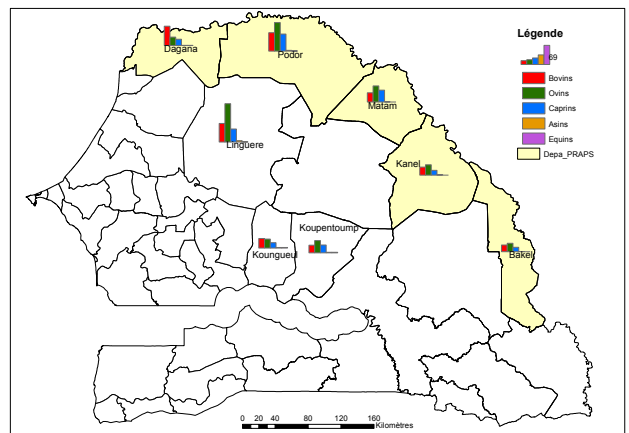 Légende
69
Bovins
Ovins
Caprins
Asins
Equins
Depa_PRAPS
Dagana
Podor
Matam
Linguere
Kanel
Koupentoump
Koungueul
Bakel
0 20 40 80 120 160
Kilomètres